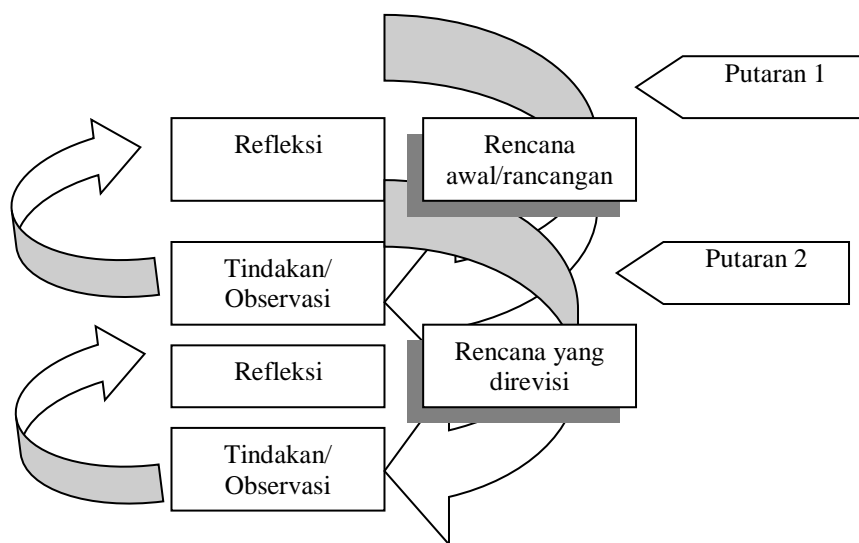 Putaran 1
Refleksi
Rencana
awal/rancangan
Tindakan/
Observasi
Putaran 2
Refleksi
Rencana yang
direvisi
Tindakan/
Observasi